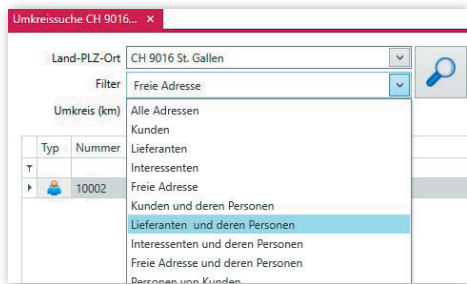 Umkreissuche CH 9016... ×
Land-PLZ-Ort CH 9016 St. Gallen
Filter Freie Adresse
Umkreis (km) Alle Adressen
Kunden
Typ Nummer Lieferanten
Interessenten
10002 Freie Adresse
Kunden und deren Personen
Lieferanten und deren Personen
Interessenten und deren Personen
Freie Adresse und deren Personen
Personen von Kunden